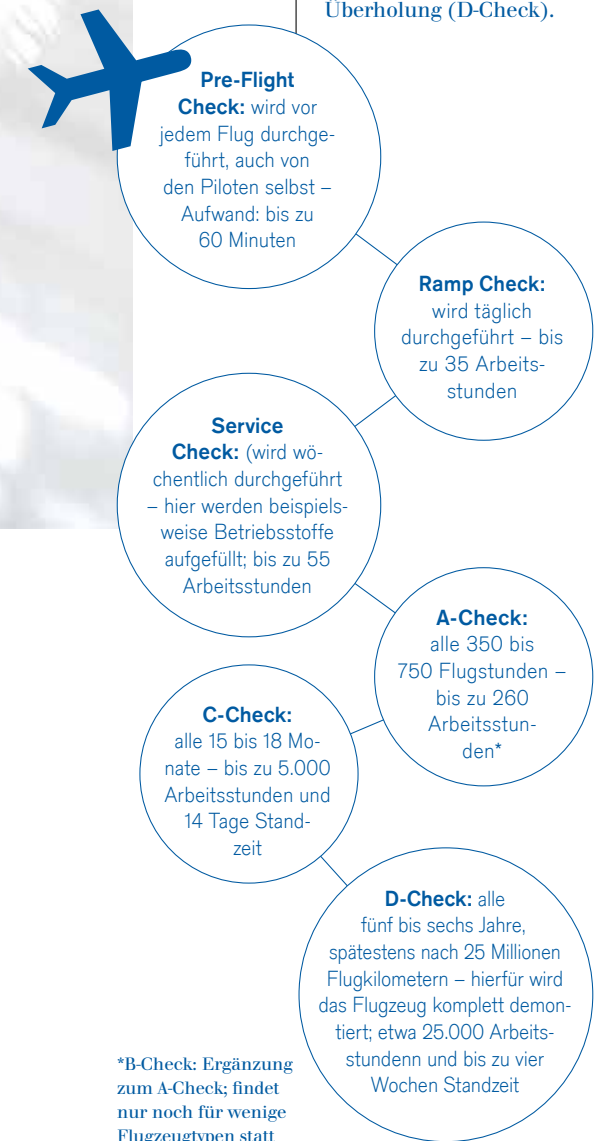 Überholung (D-Check).
Pre-Flight
Check: wird vor
jedem Flug durchge-
führt, auch von
den Piloten selbst –
Aufwand: bis zu
60 Minuten
Ramp Check:
wird täglich
durchgeführt – bis
zu 35 Arbeits-
stunden
Service
Check: (wird wö-
chentlich durchgeführt
– hier werden beispiels-
weise Betriebsstoffe
aufgefüllt; bis zu 55
Arbeitsstunden
A-Check:
alle 350 bis
750 Flugstunden –
bis zu 260
Arbeitsstun-
den*
C-Check:
alle 15 bis 18 Mo-
nate – bis zu 5.000
Arbeitsstunden und
14 Tage Stand-
zeit
D-Check: alle
fünf bis sechs Jahre,
spätestens nach 25 Millionen
Flugkilometern – hierfür wird
das Flugzeug komplett demon-
tiert; etwa 25.000 Arbeits-
stundenn und bis zu vier
Wochen Standzeit
*B-Check: Ergänzung
zum A-Check; findet
nur noch für wenige
Flugzeugtypen statt